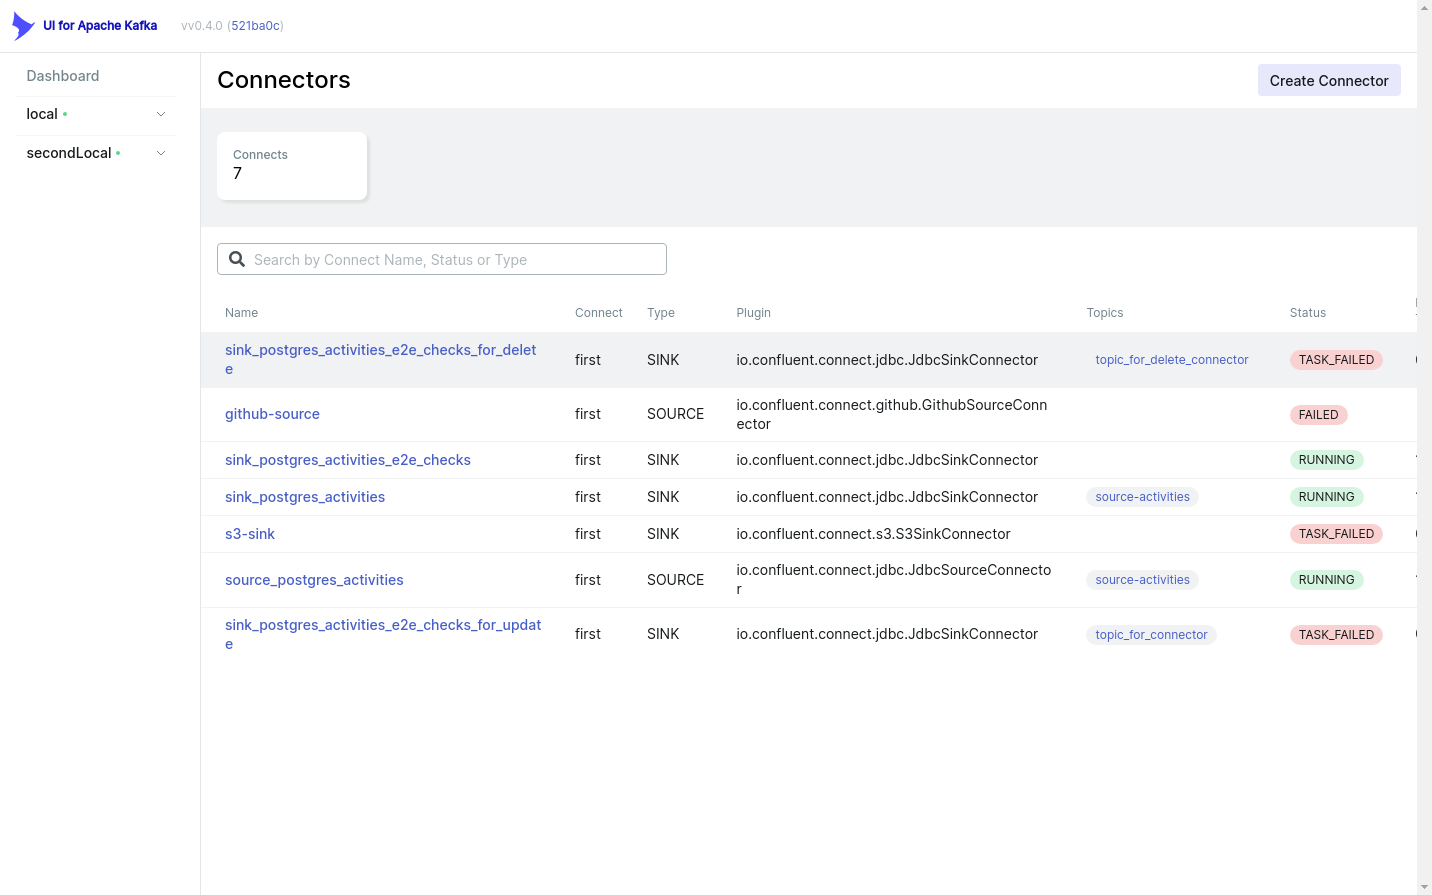 UI for Apache Kafka
vv0.4.0 (521ba0c)
Dashboard
local
secondLocal
Connectors
Create Connector
Connects
7
Search by Connect Name, Status or Type
Name Connect Type Plugin Topics Status
sink_postgres_activities_e2e_checks_for_delet
e
first SINK io.confluent.connect.jdbc.JdbcSinkConnector topic_for_delete_connector TASK_FAILED
github-source first SOURCE io.confluent.connect.github.GithubSourceConn
ector
FAILED
sink_postgres_activities_e2e_checks first SINK io.confluent.connect.jdbc.JdbcSinkConnector RUNNING
sink_postgres_activities first SINK io.confluent.connect.jdbc.JdbcSinkConnector source-activities RUNNING
s3-sink first SINK io.confluent.connect.s3.S3SinkConnector TASK_FAILED
source_postgres_activities first SOURCE io.confluent.connect.jdbc.JdbcSourceConnecto
r
source-activities RUNNING
sink_postgres_activities_e2e_checks_for_updat
e
first SINK io.confluent.connect.jdbc.JdbcSinkConnector topic_for_connector TASK_FAILED